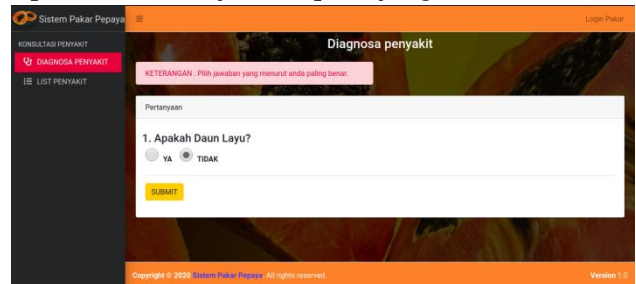 Sistem Pakar Pepaya
Login Pakar
KONSULTASI PENYAKIT
DIAGNOSA PENYAKIT
LIST PENYAKIT
Diagnosa penyakit
KETERANGAN : Pilih jawaban yang menurut anda paling benar.
Pertanyaan
1. Apakah Daun Layu?
YA TIDAK
SUBMIT
Copyright © 2020 Sistem Pakar Pepaya. All rights reserved.
Version 1.0